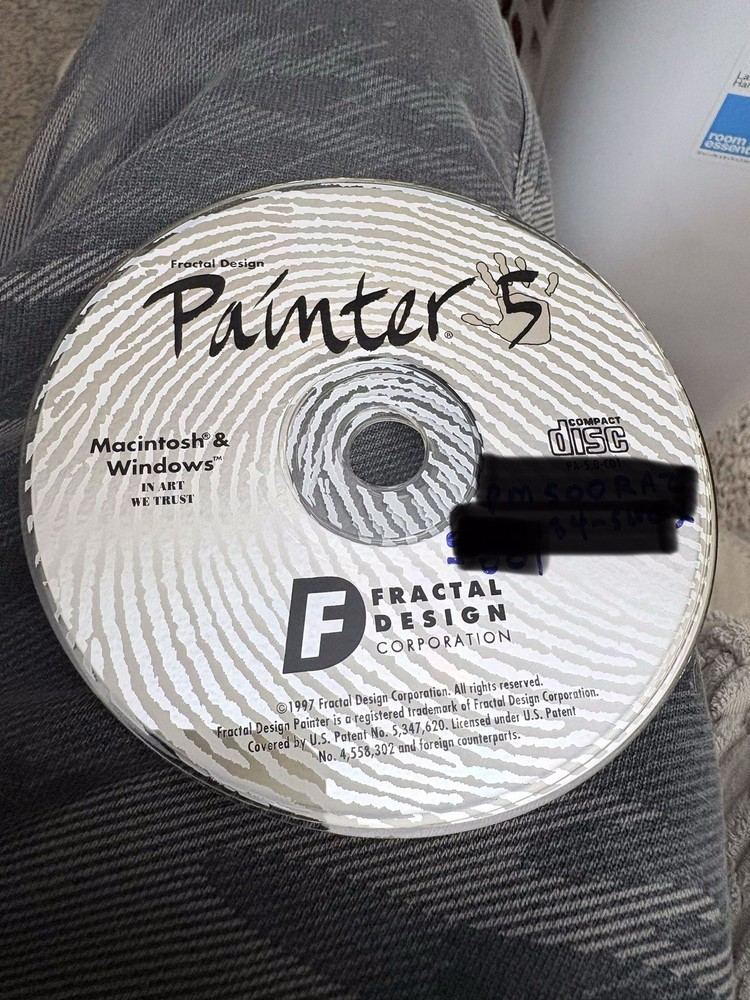 Fractal Design
Painter® 5
Macintosh® &
Windows™
IN ART
WE TRUST
COMPACT
disc
FRACTAL
DESIGN
CORPORATION
©1997 Fractal Design Corporation. All rights reserved.
Fractal Design Painter is a registered trademark of Fractal Design Corporation.
Covered by U.S. Patent No. 5,347,620. Licensed under U.S. Patent
No. 4,558,302 and foreign counterparts.
room
essent